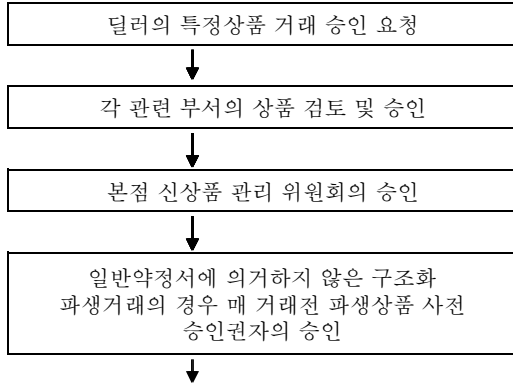 딜러의 특정상품 거래 승인 요청
각 관련 부서의 상품 검토 및 승인
본점 신상품 관리 위원회의 승인
일반약정서에 의거하지 않은 구조화
파생거래의 경우 매 거래전 파생상품 사전
승인권자의 승인